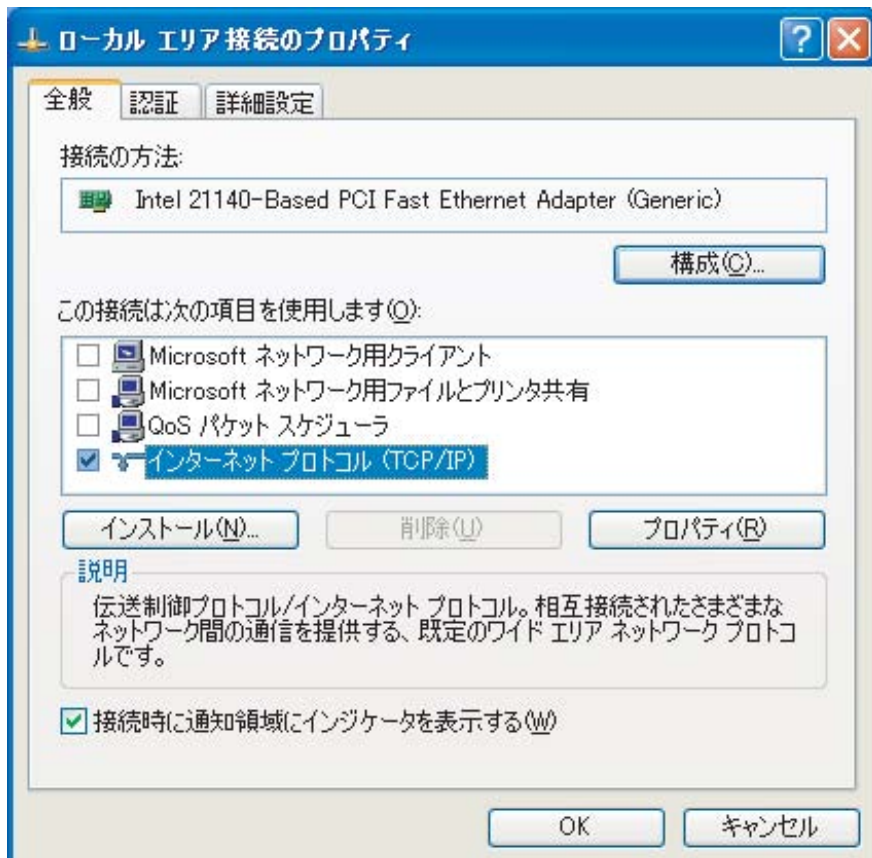 ローカル エリア接続のプロパティ
全般 認証 詳細設定
接続の方法:
Intel 21140-Based PCI Fast Ethernet Adapter (Generic)
構成(C)...
この接続は次の項目を使用します(O):
Microsoft ネットワーク用クライアント
Microsoft ネットワーク用ファイルとプリンタ共有
QoS パケット スケジューラ
インターネット プロトコル (TCP/IP)
インストール(N)... 削除(U) プロパティ(R)
説明
伝送制御プロトコル/インターネット プロトコル。相互接続されたさまざまな
ネットワーク間の通信を提供する、既定のワイド エリア ネットワーク プロトコ
ルです。
接続時に通知領域にインジケータを表示する(W)
OK キャンセル